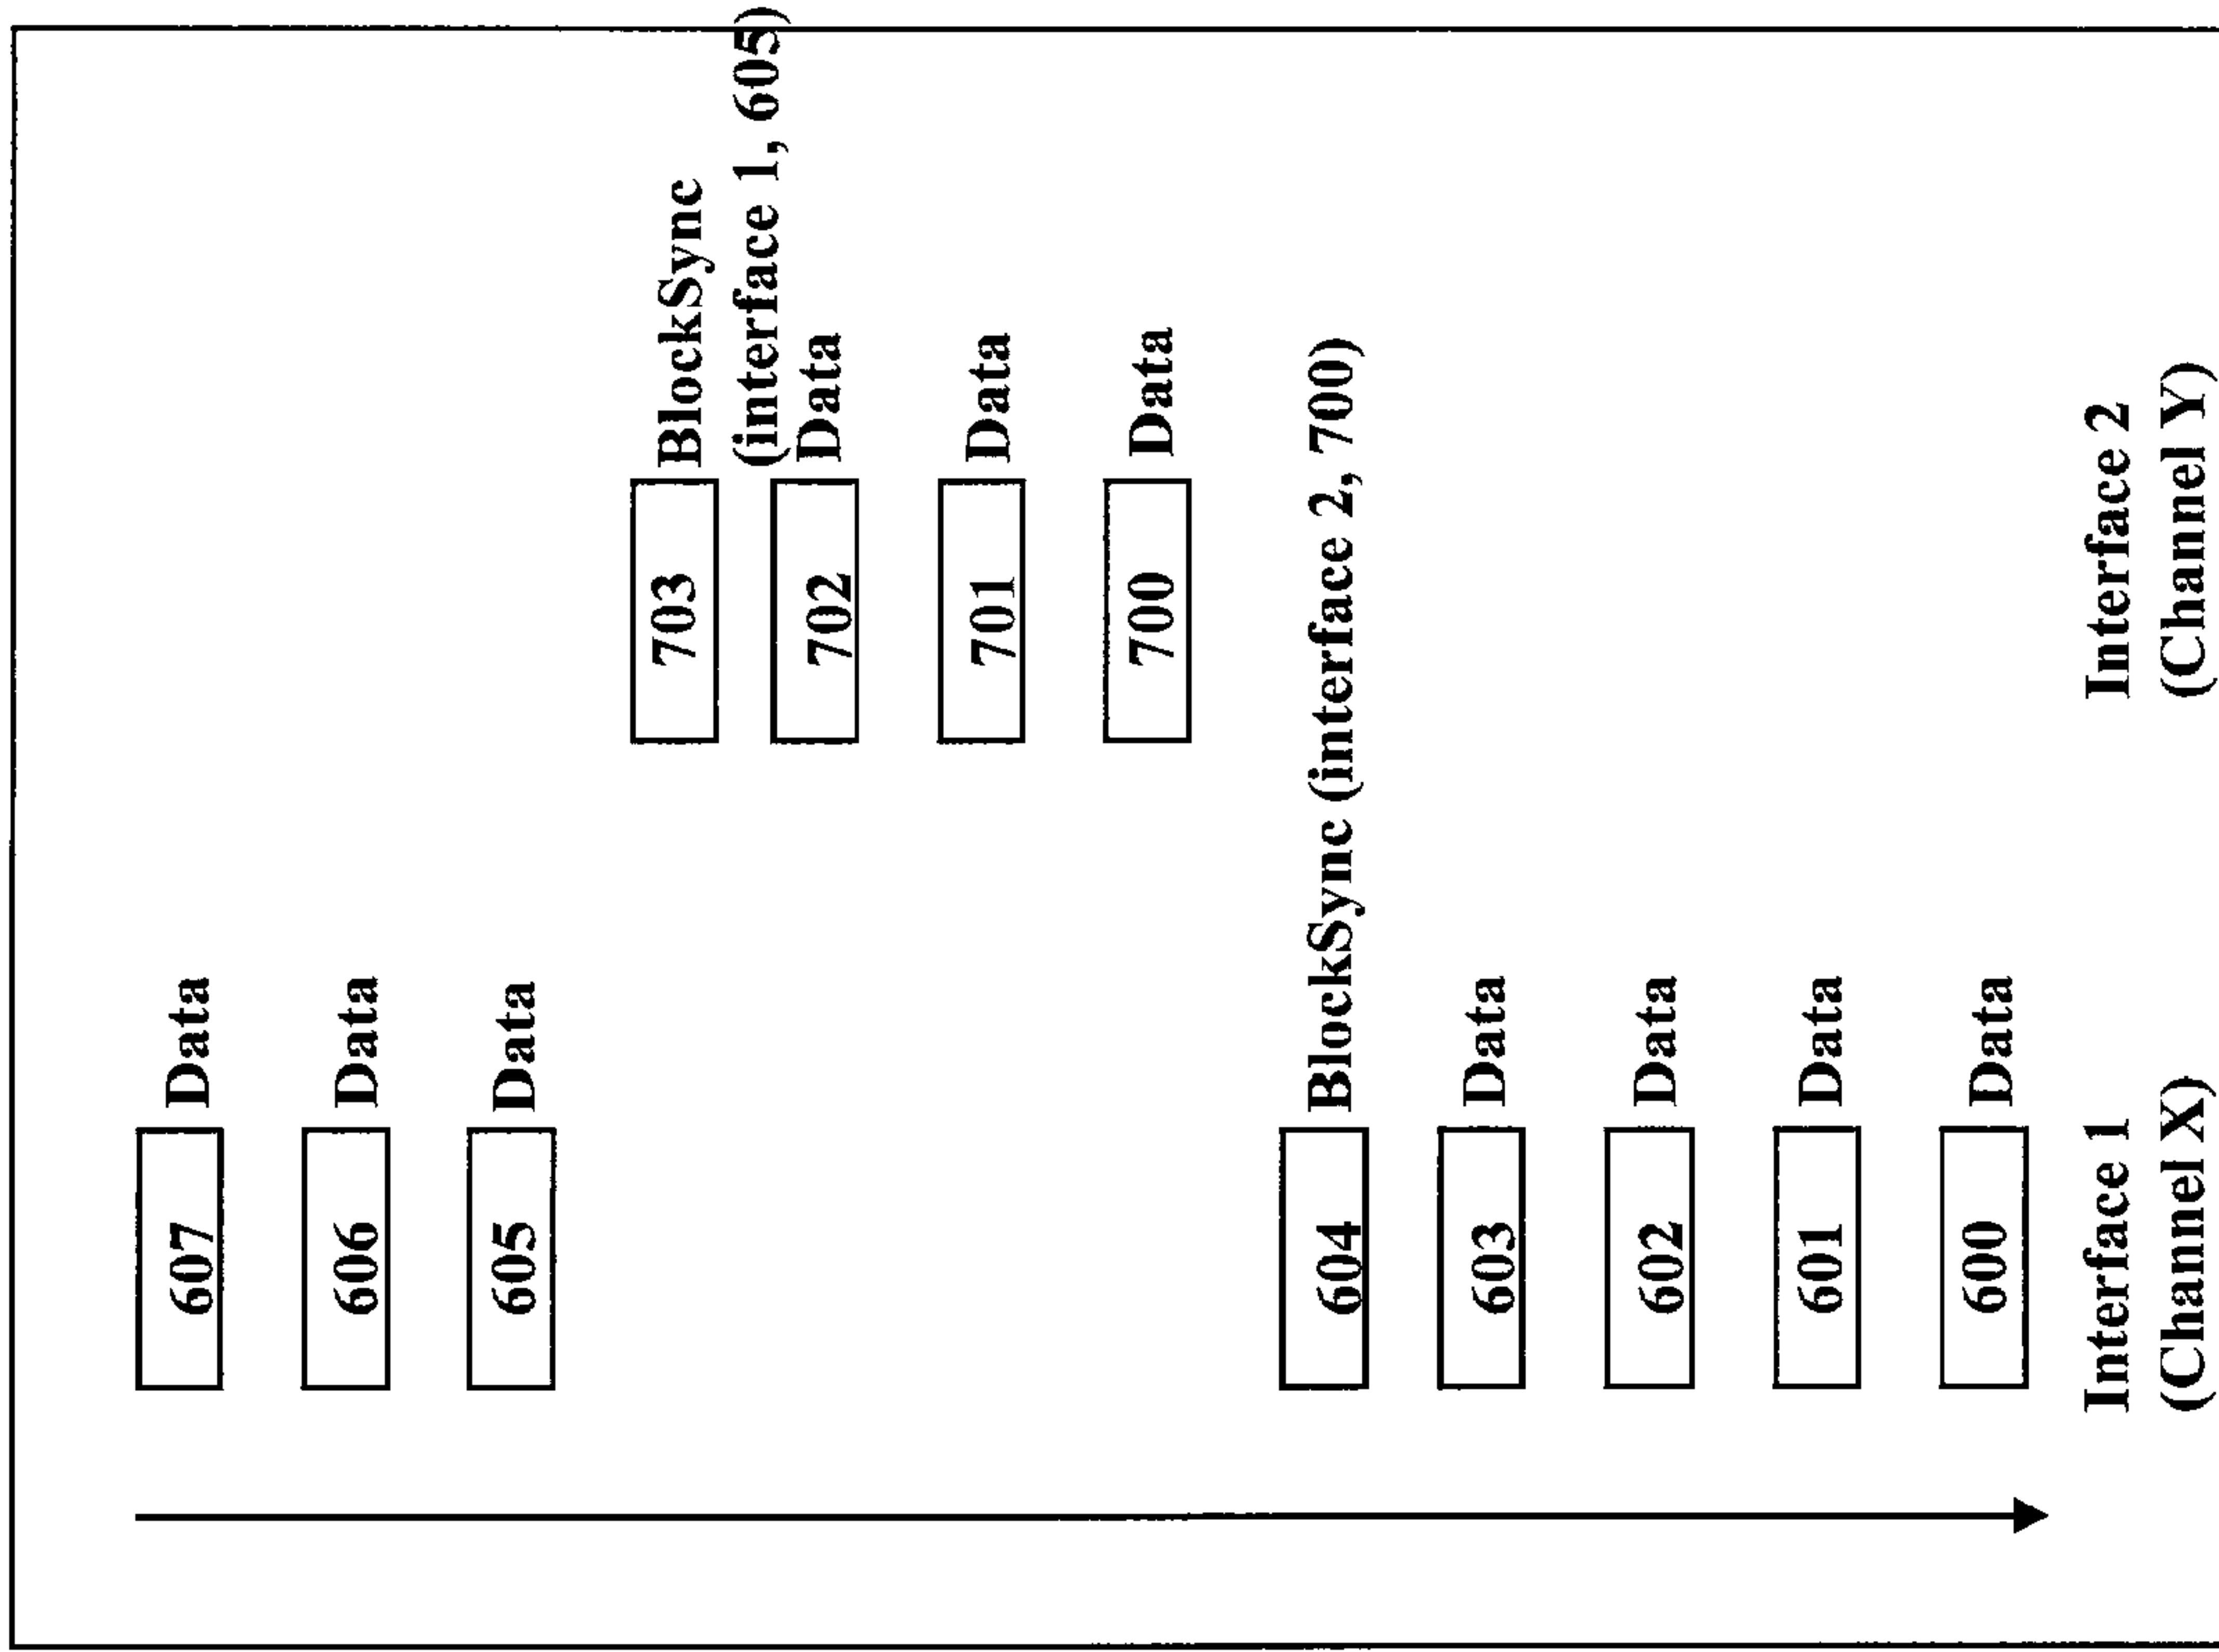 607 Data
606 Data
605 Data
703 BlockSync
(interface 1, 605)
702 Data
701 Data
700 Data
604 BlockSync (interface 2, 700)
603 Data
602 Data
601 Data
600 Data
Interface 1
(Channel X)
Interface 2
(Channel Y)